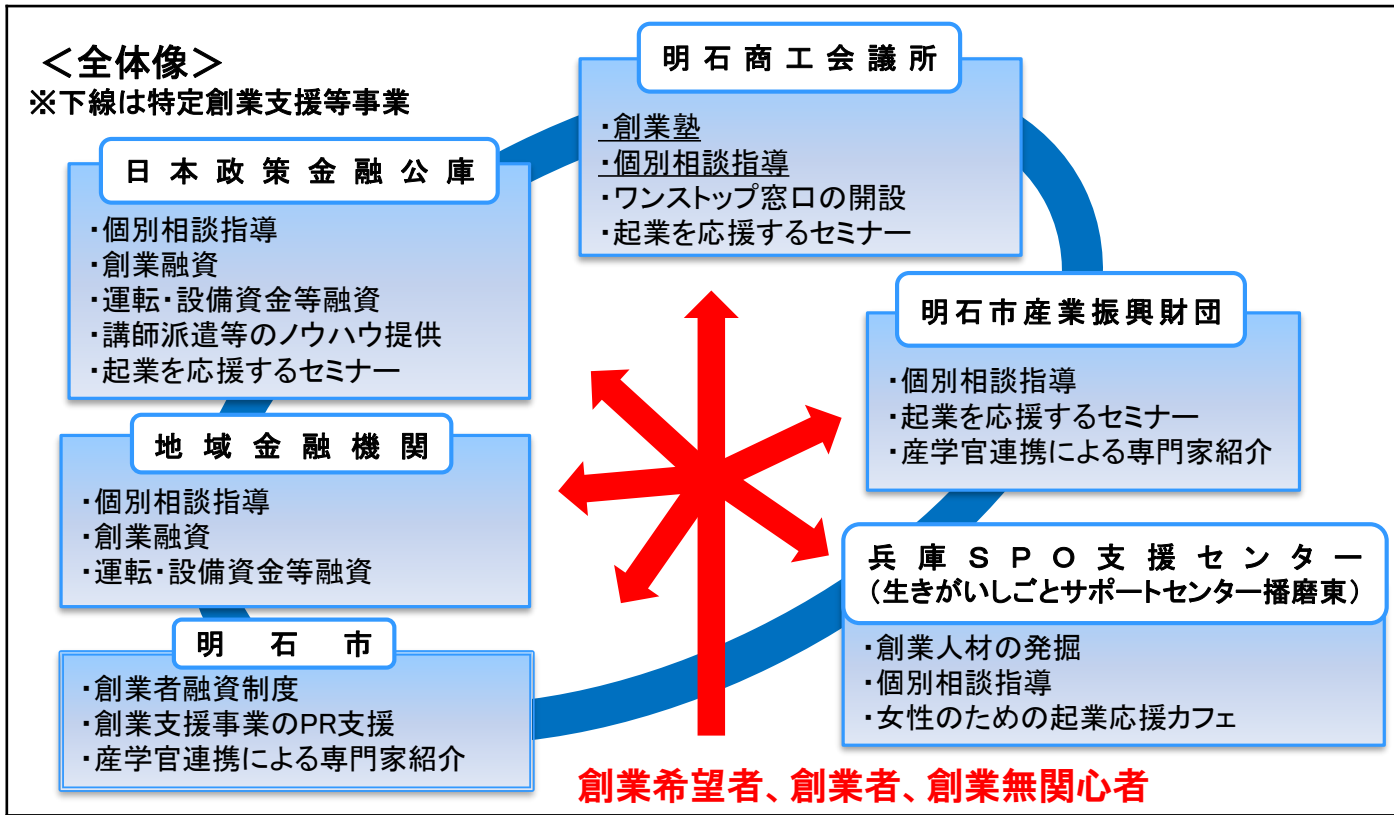 ＜全体像＞
※下線は特定創業支援等事業
明石商工会議所
・創業塾
・個別相談指導
・ワンストップ窓口の開設
・起業を応援するセミナー
日本政策金融公庫
・個別相談指導
・創業融資
・運転・設備資金等融資
・講師派遣等のノウハウ提供
・起業を応援するセミナー
明石市産業振興財団
・個別相談指導
・起業を応援するセミナー
・産学官連携による専門家紹介
地域金融機関
・個別相談指導
・創業融資
・運転・設備資金等融資
兵庫ＳＰＯ支援センター
（生きがいしごとサポートセンター播磨東）
・創業人材の発掘
・個別相談指導
・女性のための起業応援カフェ
明石市
・創業者融資制度
・創業支援事業のPR支援
・産学官連携による専門家紹介
創業希望者、創業者、創業無関心者